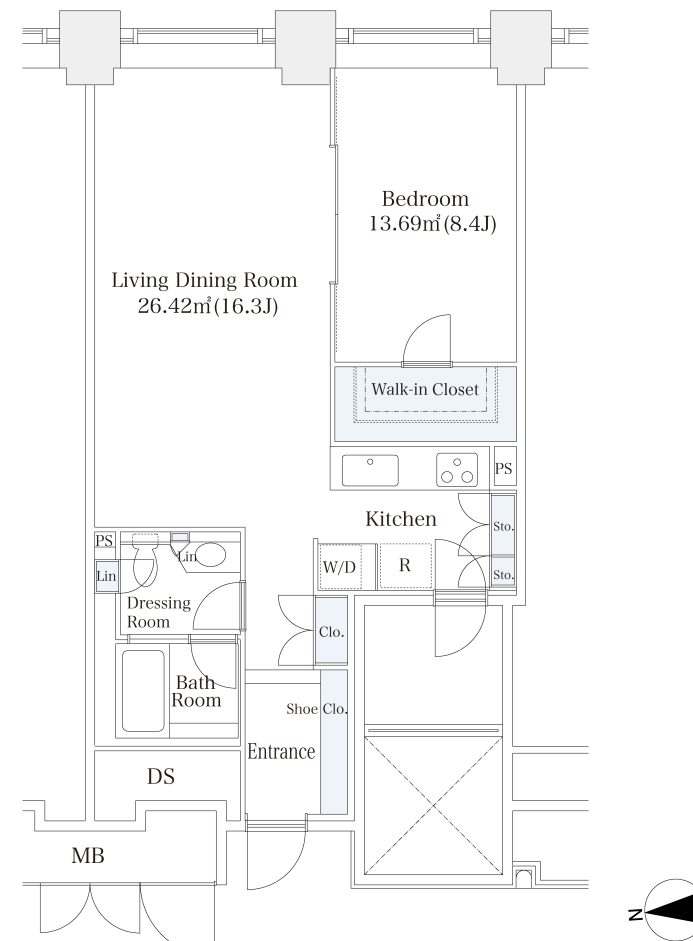 Bedroom
13.69㎡(8.4J)
Living Dining Room
26.42㎡(16.3J)
Walk-in Closet
PS
Kitchen
Sto.
PS
Lin
W/D
R
Lin
Sto.
Dressing
Room
Clo.
Bath
Room
Shoe Clo.
Entrance
DS
MB
N